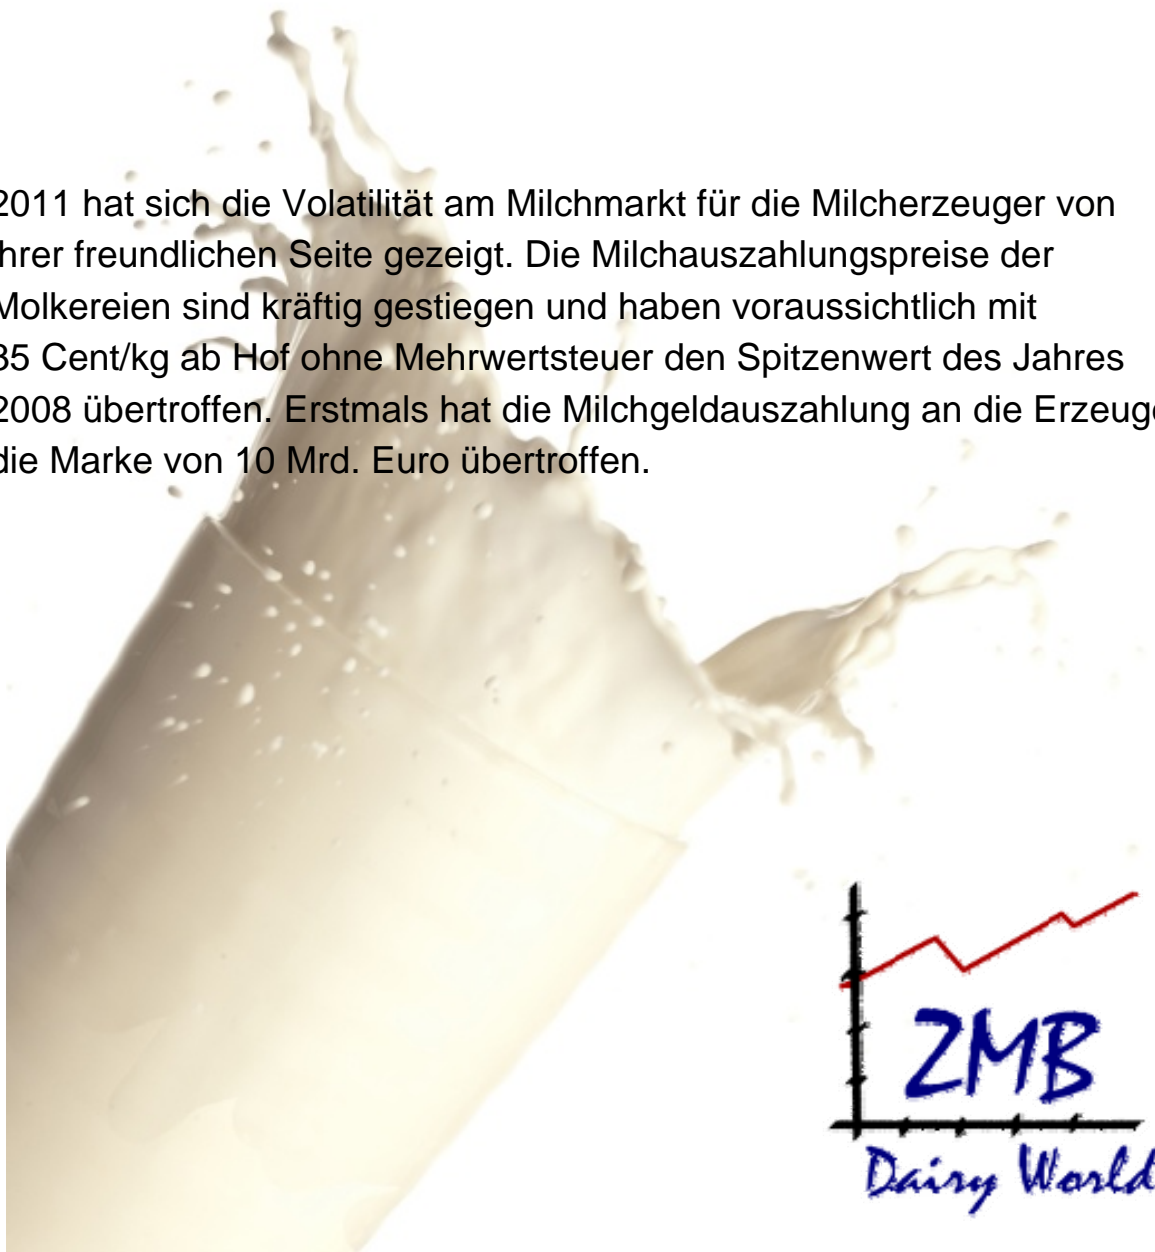 2011 hat sich die Volatilität am Milchmarkt für die Milcherzeuger von
ihrer freundlichen Seite gezeigt. Die Milchauszahlungspreise der
Molkereien sind kräftig gestiegen und haben voraussichtlich mit
35 Cent/kg ab Hof ohne Mehrwertsteuer den Spitzenwert des Jahres
2008 übertroffen. Erstmals hat die Milchgeldauszahlung an die Erzeuge
die Marke von 10 Mrd. Euro übertroffen.
ZMB
Dairy World